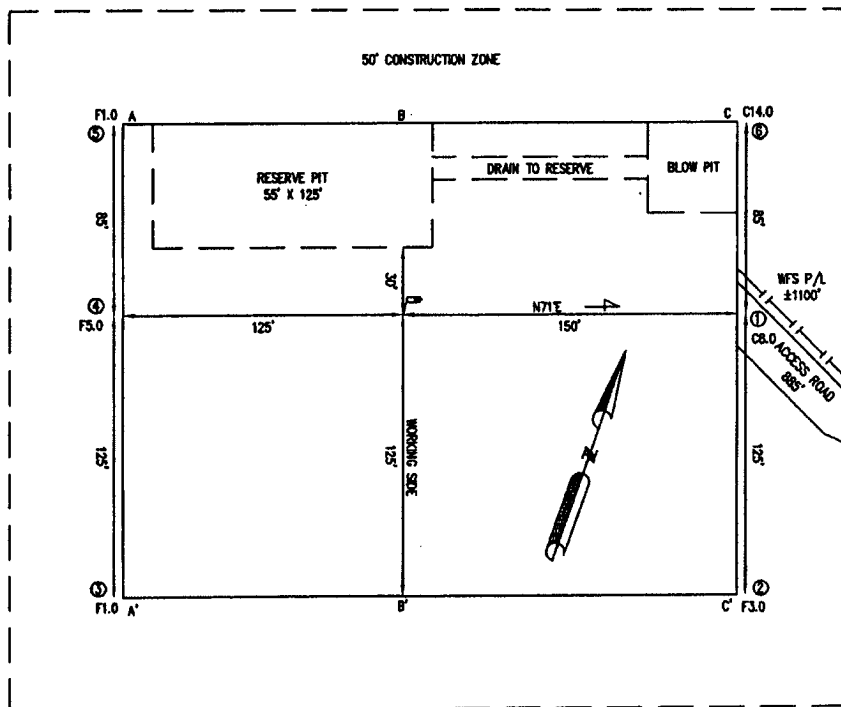 50' CONSTRUCTION ZONE
F1.0 A B C C14.0
⑤ ⑥
RESERVE PIT
55' X 125'
DRAIN TO RESERVE
BLOW PIT
85' 85'
30'
WFS P/L
±1100'
④ N71°E ①
F5.0 125' 150' C6.0
ACCESS ROAD
885'
N
125' 125' WORKING SIDE 125'
③ ②
F1.0 A' B' C' F3.0